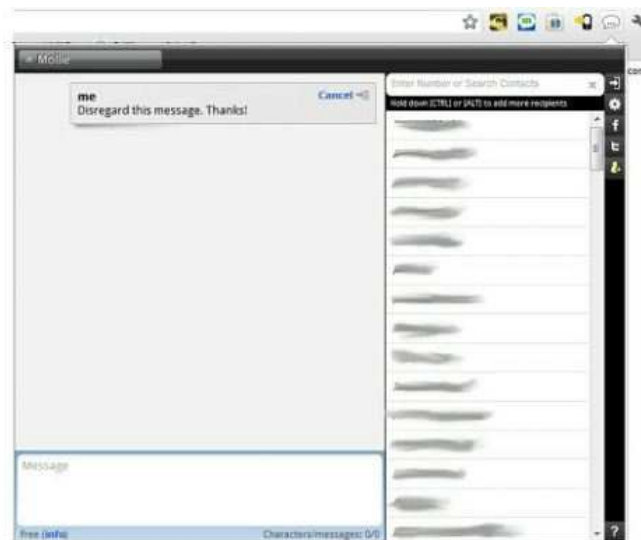 Mollie
me
Cancel
Disregard this message. Thanks!
Enter Number or Search Contacts
Hold down [CTRL] or [ALT] to add more recipients
Message
Free (info)
Characters/messages: 0/0
?